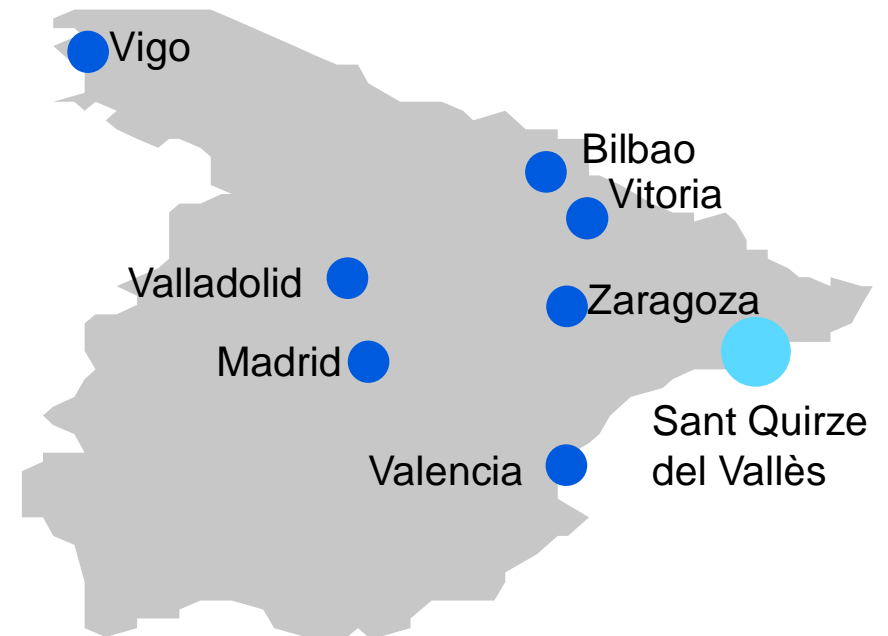 Vigo
Bilbao
Vitoria
Valladolid
Zaragoza
Madrid
Sant Quirze
del Vallès
Valencia